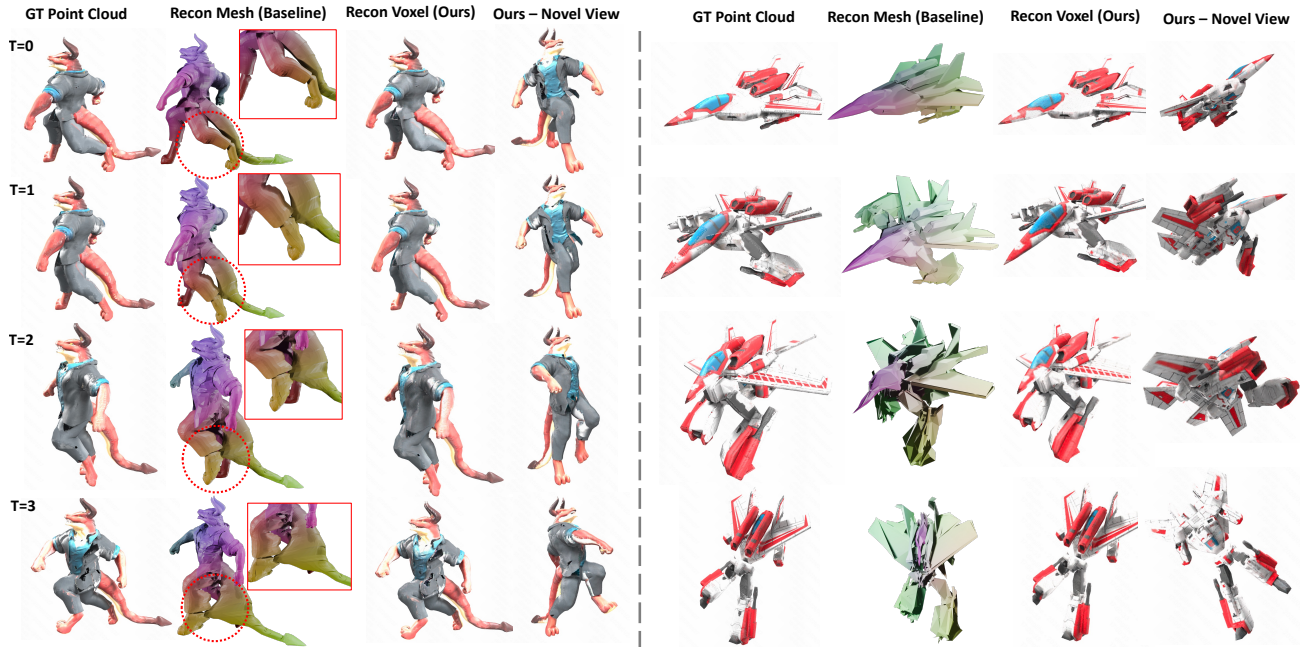 GT Point Cloud Recon Mesh (Baseline) Recon Voxel (Ours) Ours – Novel View GT Point Cloud Recon Mesh (Baseline) Recon Voxel (Ours) Ours – Novel View
T=0
T=1
T=2
T=3